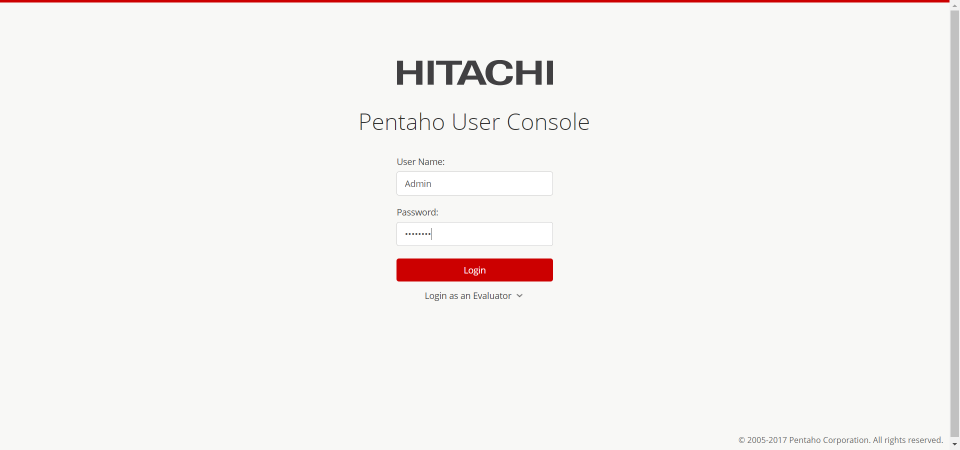 HITACHI
Pentaho User Console
User Name:
Admin
Password:
••••••••
Login
Login as an Evaluator
© 2005-2017 Pentaho Corporation. All rights reserved.